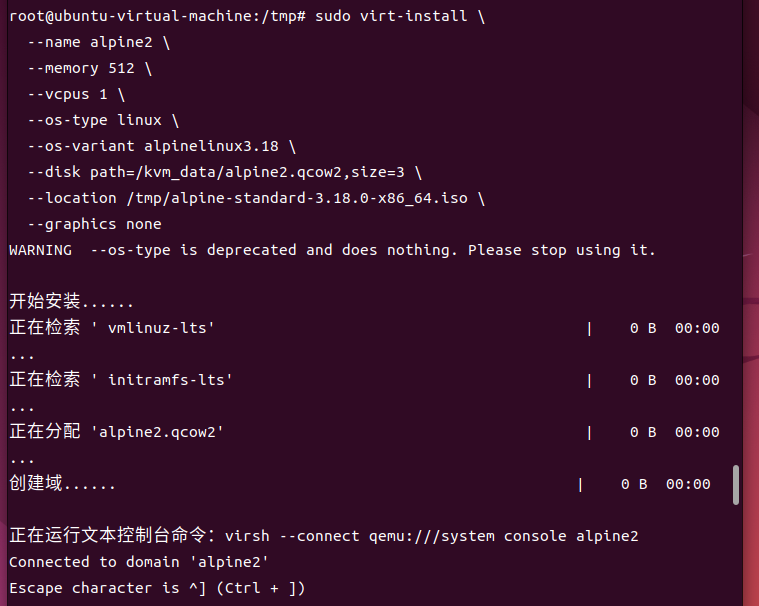 root@ubuntu-virtual-machine:/tmp# sudo virt-install \
  --name alpine2 \
  --memory 512 \
  --vcpus 1 \
  --os-type linux \
  --os-variant alpinelinux3.18 \
  --disk path=/kvm_data/alpine2.qcow2,size=3 \
  --location /tmp/alpine-standard-3.18.0-x86_64.iso \
  --graphics none
WARNING  --os-type is deprecated and does nothing. Please stop using it.
开始安装......
正在检索 ' vmlinuz-lts' |    0 B  00:00
...
正在检索 ' initramfs-lts' |    0 B  00:00
...
正在分配 'alpine2.qcow2' |    0 B  00:00
...
创建域...... |    0 B  00:00
正在运行文本控制台命令：virsh --connect qemu:///system console alpine2
Connected to domain 'alpine2'
Escape character is ^] (Ctrl + ])